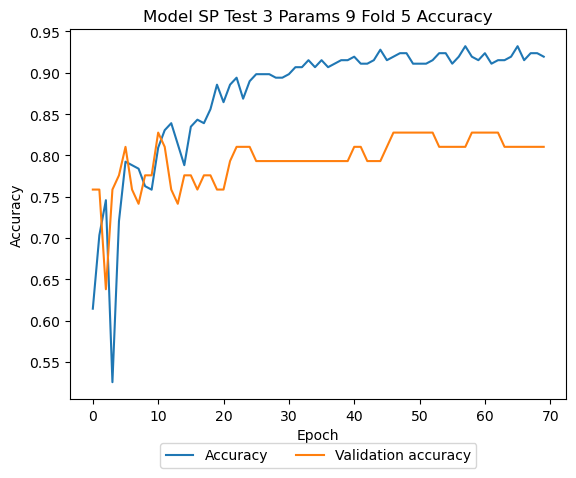 Model SP Test 3 Params 9 Fold 5 Accuracy
0.95
0.90
0.85
0.80
0.75
0.70
0.65
0.60
0.55
Accuracy
0 10 20 30 40 50 60 70
Epoch
Accuracy Validation accuracy